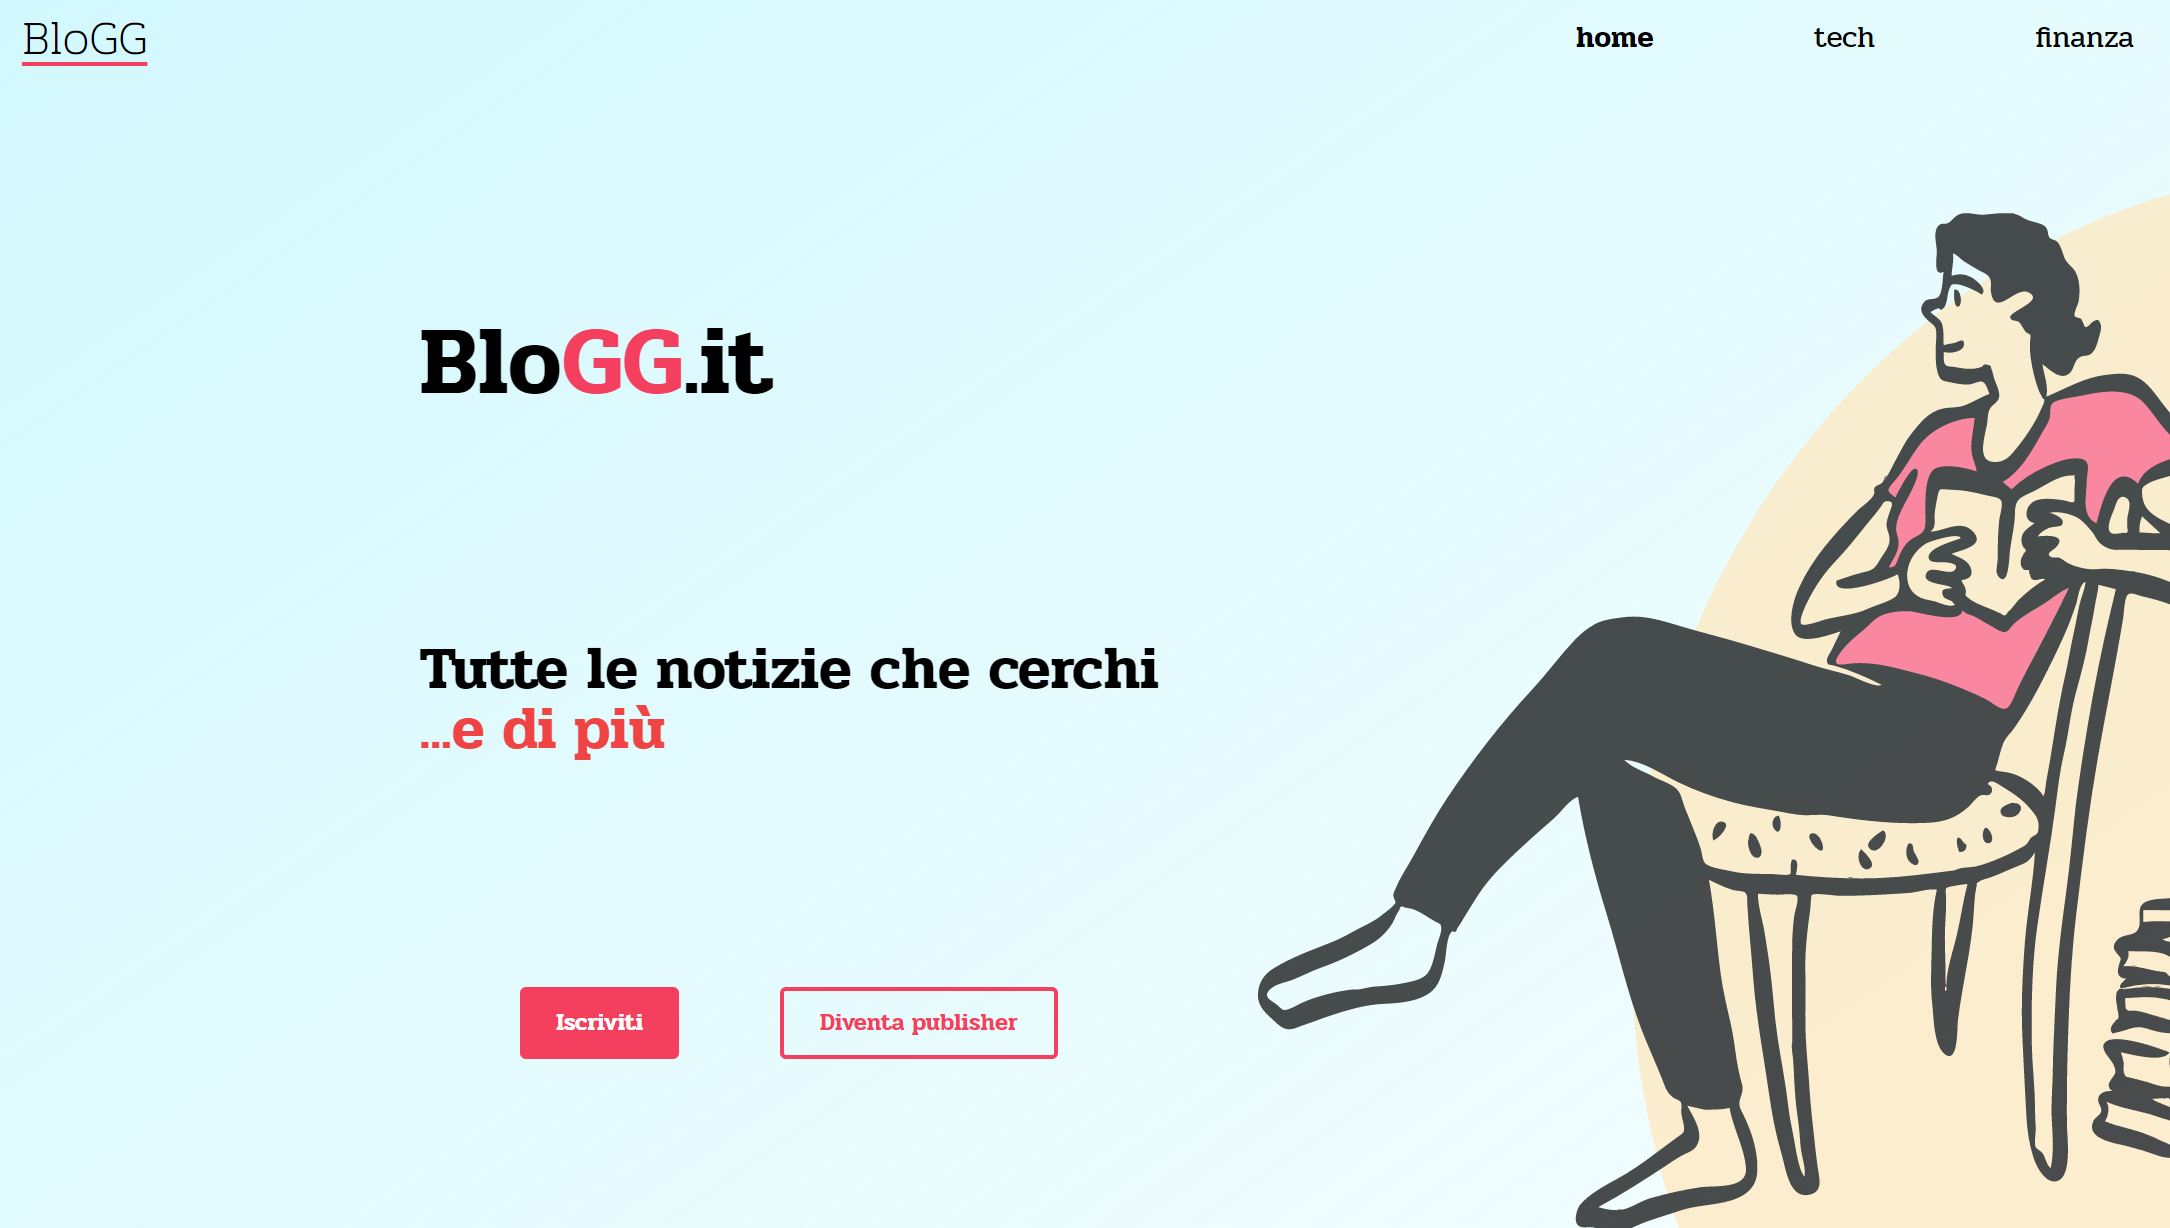 BloGG
home
tech
finanza
BloGG.it
Tutte le notizie che cerchi
...e di più
Iscriviti
Diventa publisher